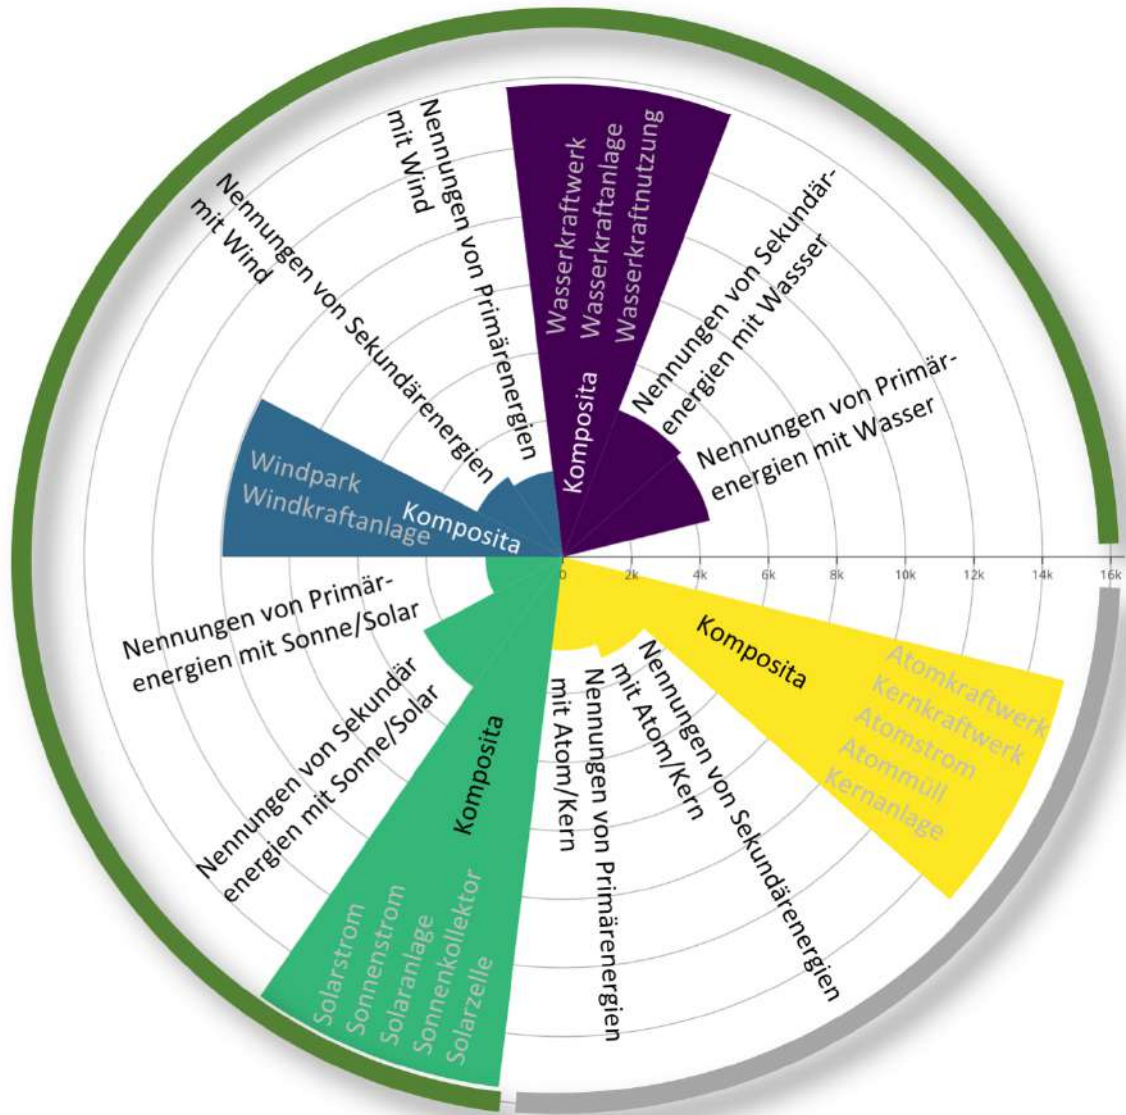 Nennungen von Primärenergien
mit Wind
Nennungen von Sekundärenergien
mit Wind
Wasserkraftwerk
Wasserkraftanlage
Wasserkraftnutzung
Komposita
Nennungen von Sekundär-
energien mit Wassser
Nennungen von Primär-
energien mit Wasser
Windpark
Windkraftanlage
Komposita
0 2k 4k 6k 8k 10k 12k 14k 16k
Nennungen von Primär-
energien mit Sonne/Solar
Nennungen von Sekundär
energien mit Sonne/Solar
Komposita
Solarstrom
Sonnenstrom
Solaranlage
Sonnenkollektor
Solarzelle
Nennungen von Primärenergien
mit Atom/Kern
Nennungen von Sekundärenergien
mit Atom/Kern
Komposita
Atomkraftwerk
Kernkraftwerk
Atomstrom
Atommüll
Kernanlage